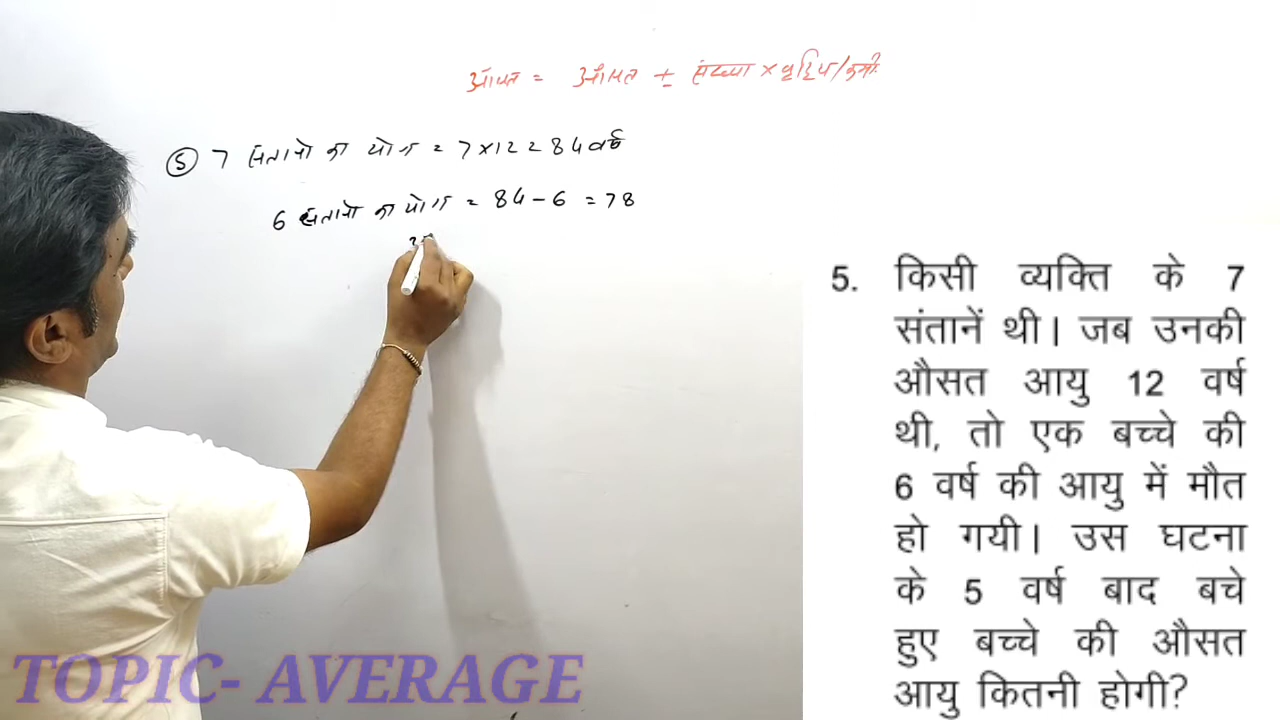 औसत = औसत ± संख्या × वृद्धि/कमी
5 7 संतानो का योग = 7×12 = 84 वर्ष
6 संतानो का योग = 84 - 6 = 78
5. किसी व्यक्ति के 7
संतानें थी। जब उनकी
औसत आयु 12 वर्ष
थी, तो एक बच्चे की
6 वर्ष की आयु में मौत
हो गयी। उस घटना
के 5 वर्ष बाद बचे
हुए बच्चे की औसत
आयु कितनी होगी?
TOPIC- AVERAGE